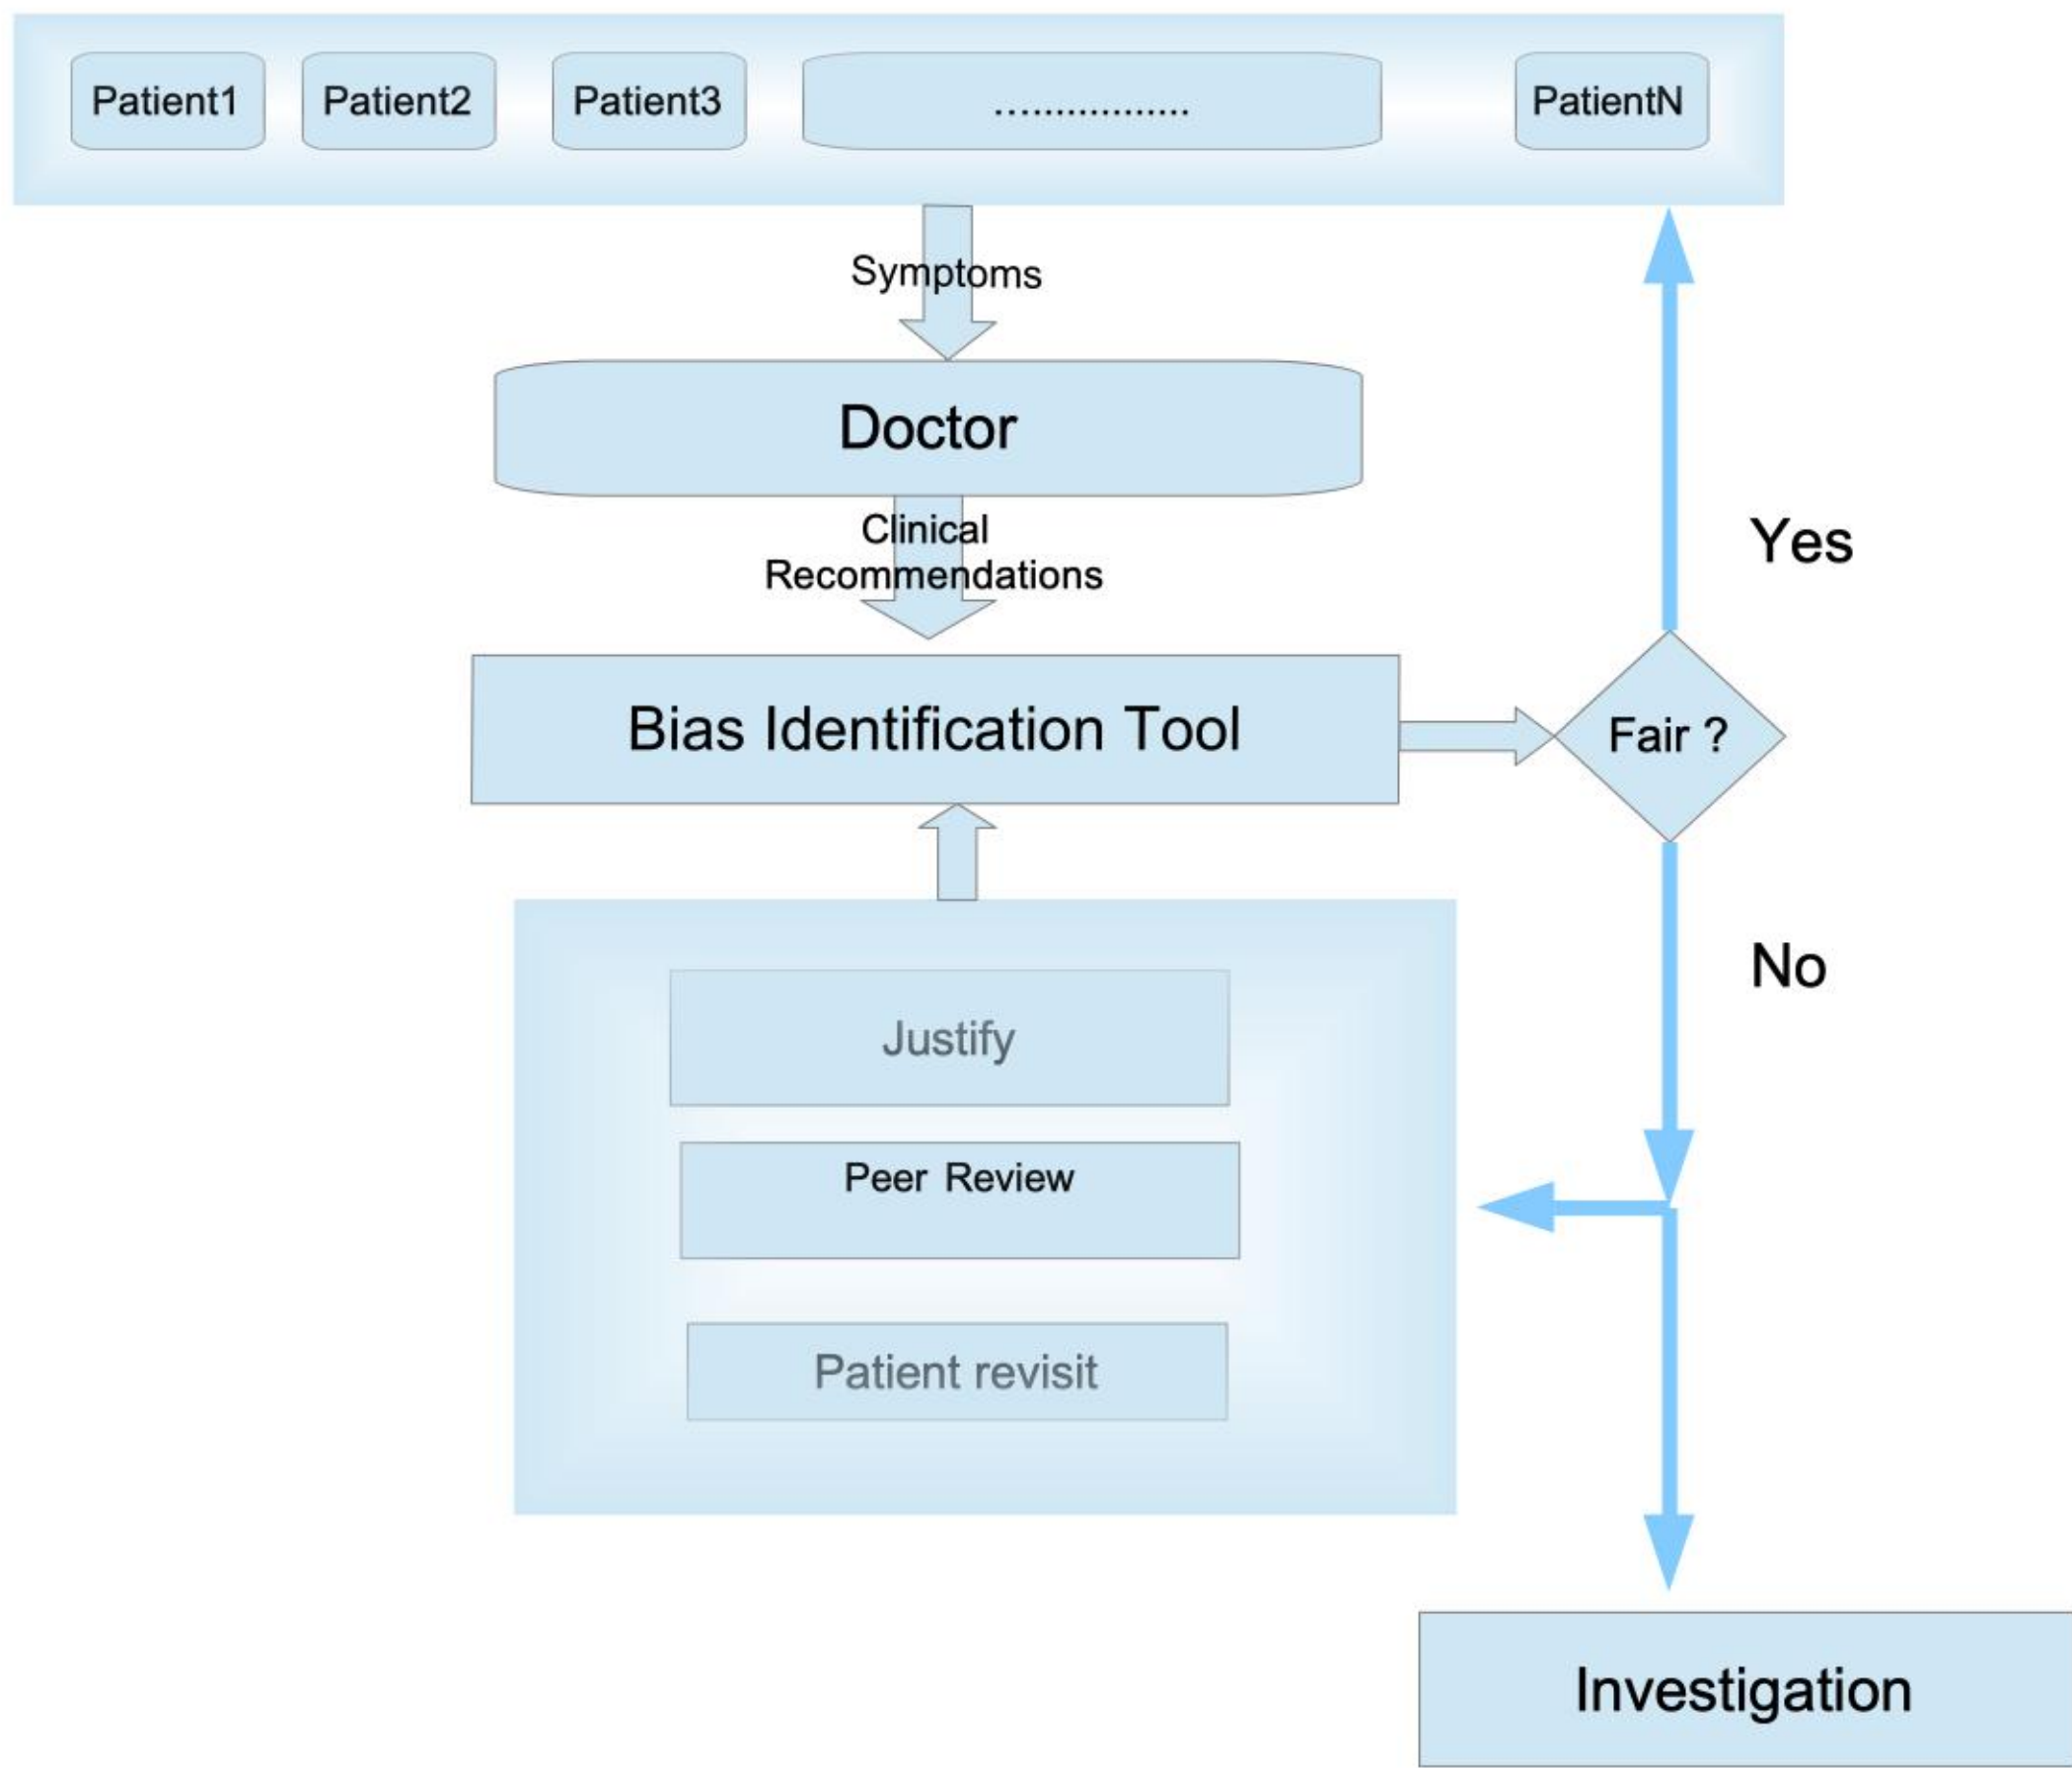 Patient1 Patient2 Patient3 ................ PatientN
Symptoms
Doctor
Clinical
Recommendations
Yes
Bias Identification Tool
Fair ?
No
Justify
Peer Review
Patient revisit
Investigation